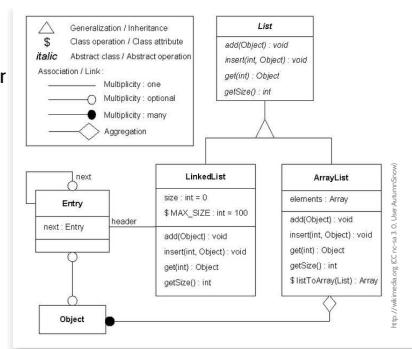 r
Generalization / Inheritance
$ Class operation / Class attribute
italic Abstract class / Abstract operation
Association / Link :
Multiplicity : one
Multiplicity : optional
Multiplicity : many
Aggregation
List
add(Object) : void
insert(int, Object) : void
get(int) : Object
getSize() : int
next
Entry
next : Entry
header
LinkedList
size : int = 0
$ MAX_SIZE : int = 100
add(Object) : void
insert(int, Object) : void
get(int) : Object
getSize() : int
ArrayList
elements : Array
add(Object) : void
insert(int, Object) : void
get(int) : Object
getSize() : int
$ listToArray(List) : Array
Object
http://wikimedia.org (CC nc-sa 3.0, User AutumnSnow)